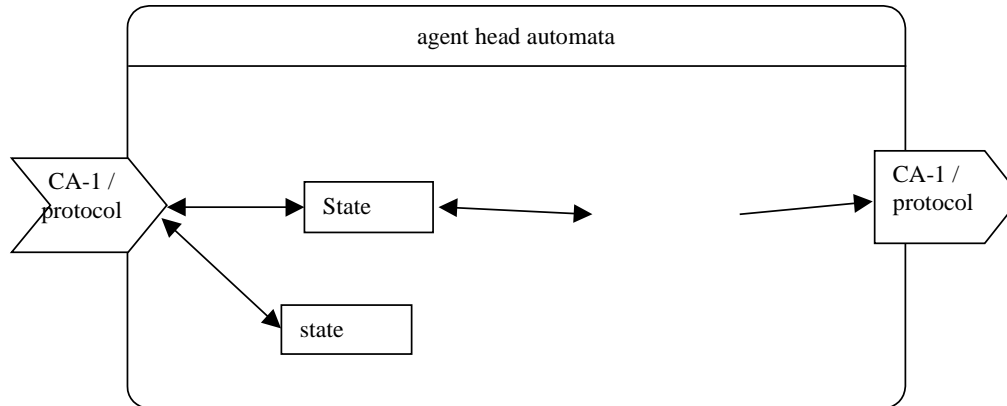 agent head automata
CA-1 /
protocol
State
CA-1 /
protocol
state